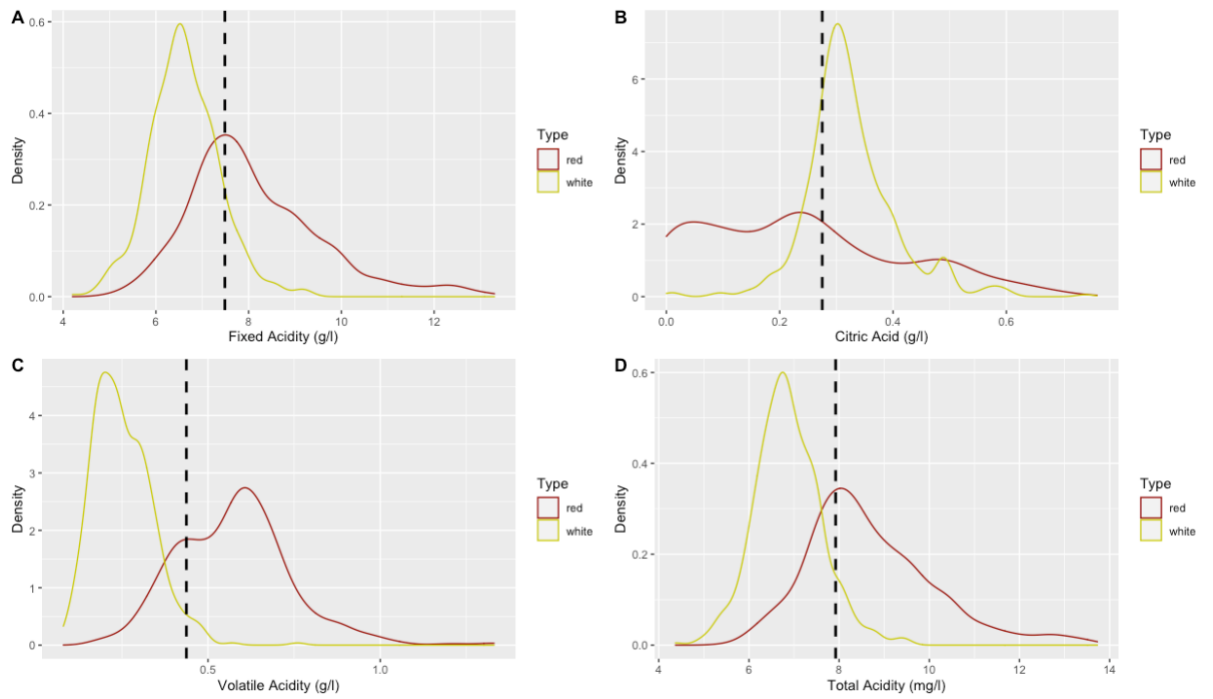 A
0.6
0.4
0.2
0.0
Density
4
6
8
10
12
Fixed Acidity (g/l)
Type
red
white
B
6
4
2
0
Density
0.0
0.2
0.4
0.6
Citric Acid (g/l)
Type
red
white
C
4
3
2
1
0
Density
0.5
1.0
Volatile Acidity (g/l)
Type
red
white
D
0.6
0.4
0.2
0.0
Density
4
6
8
10
12
14
Total Acidity (mg/l)
Type
red
white